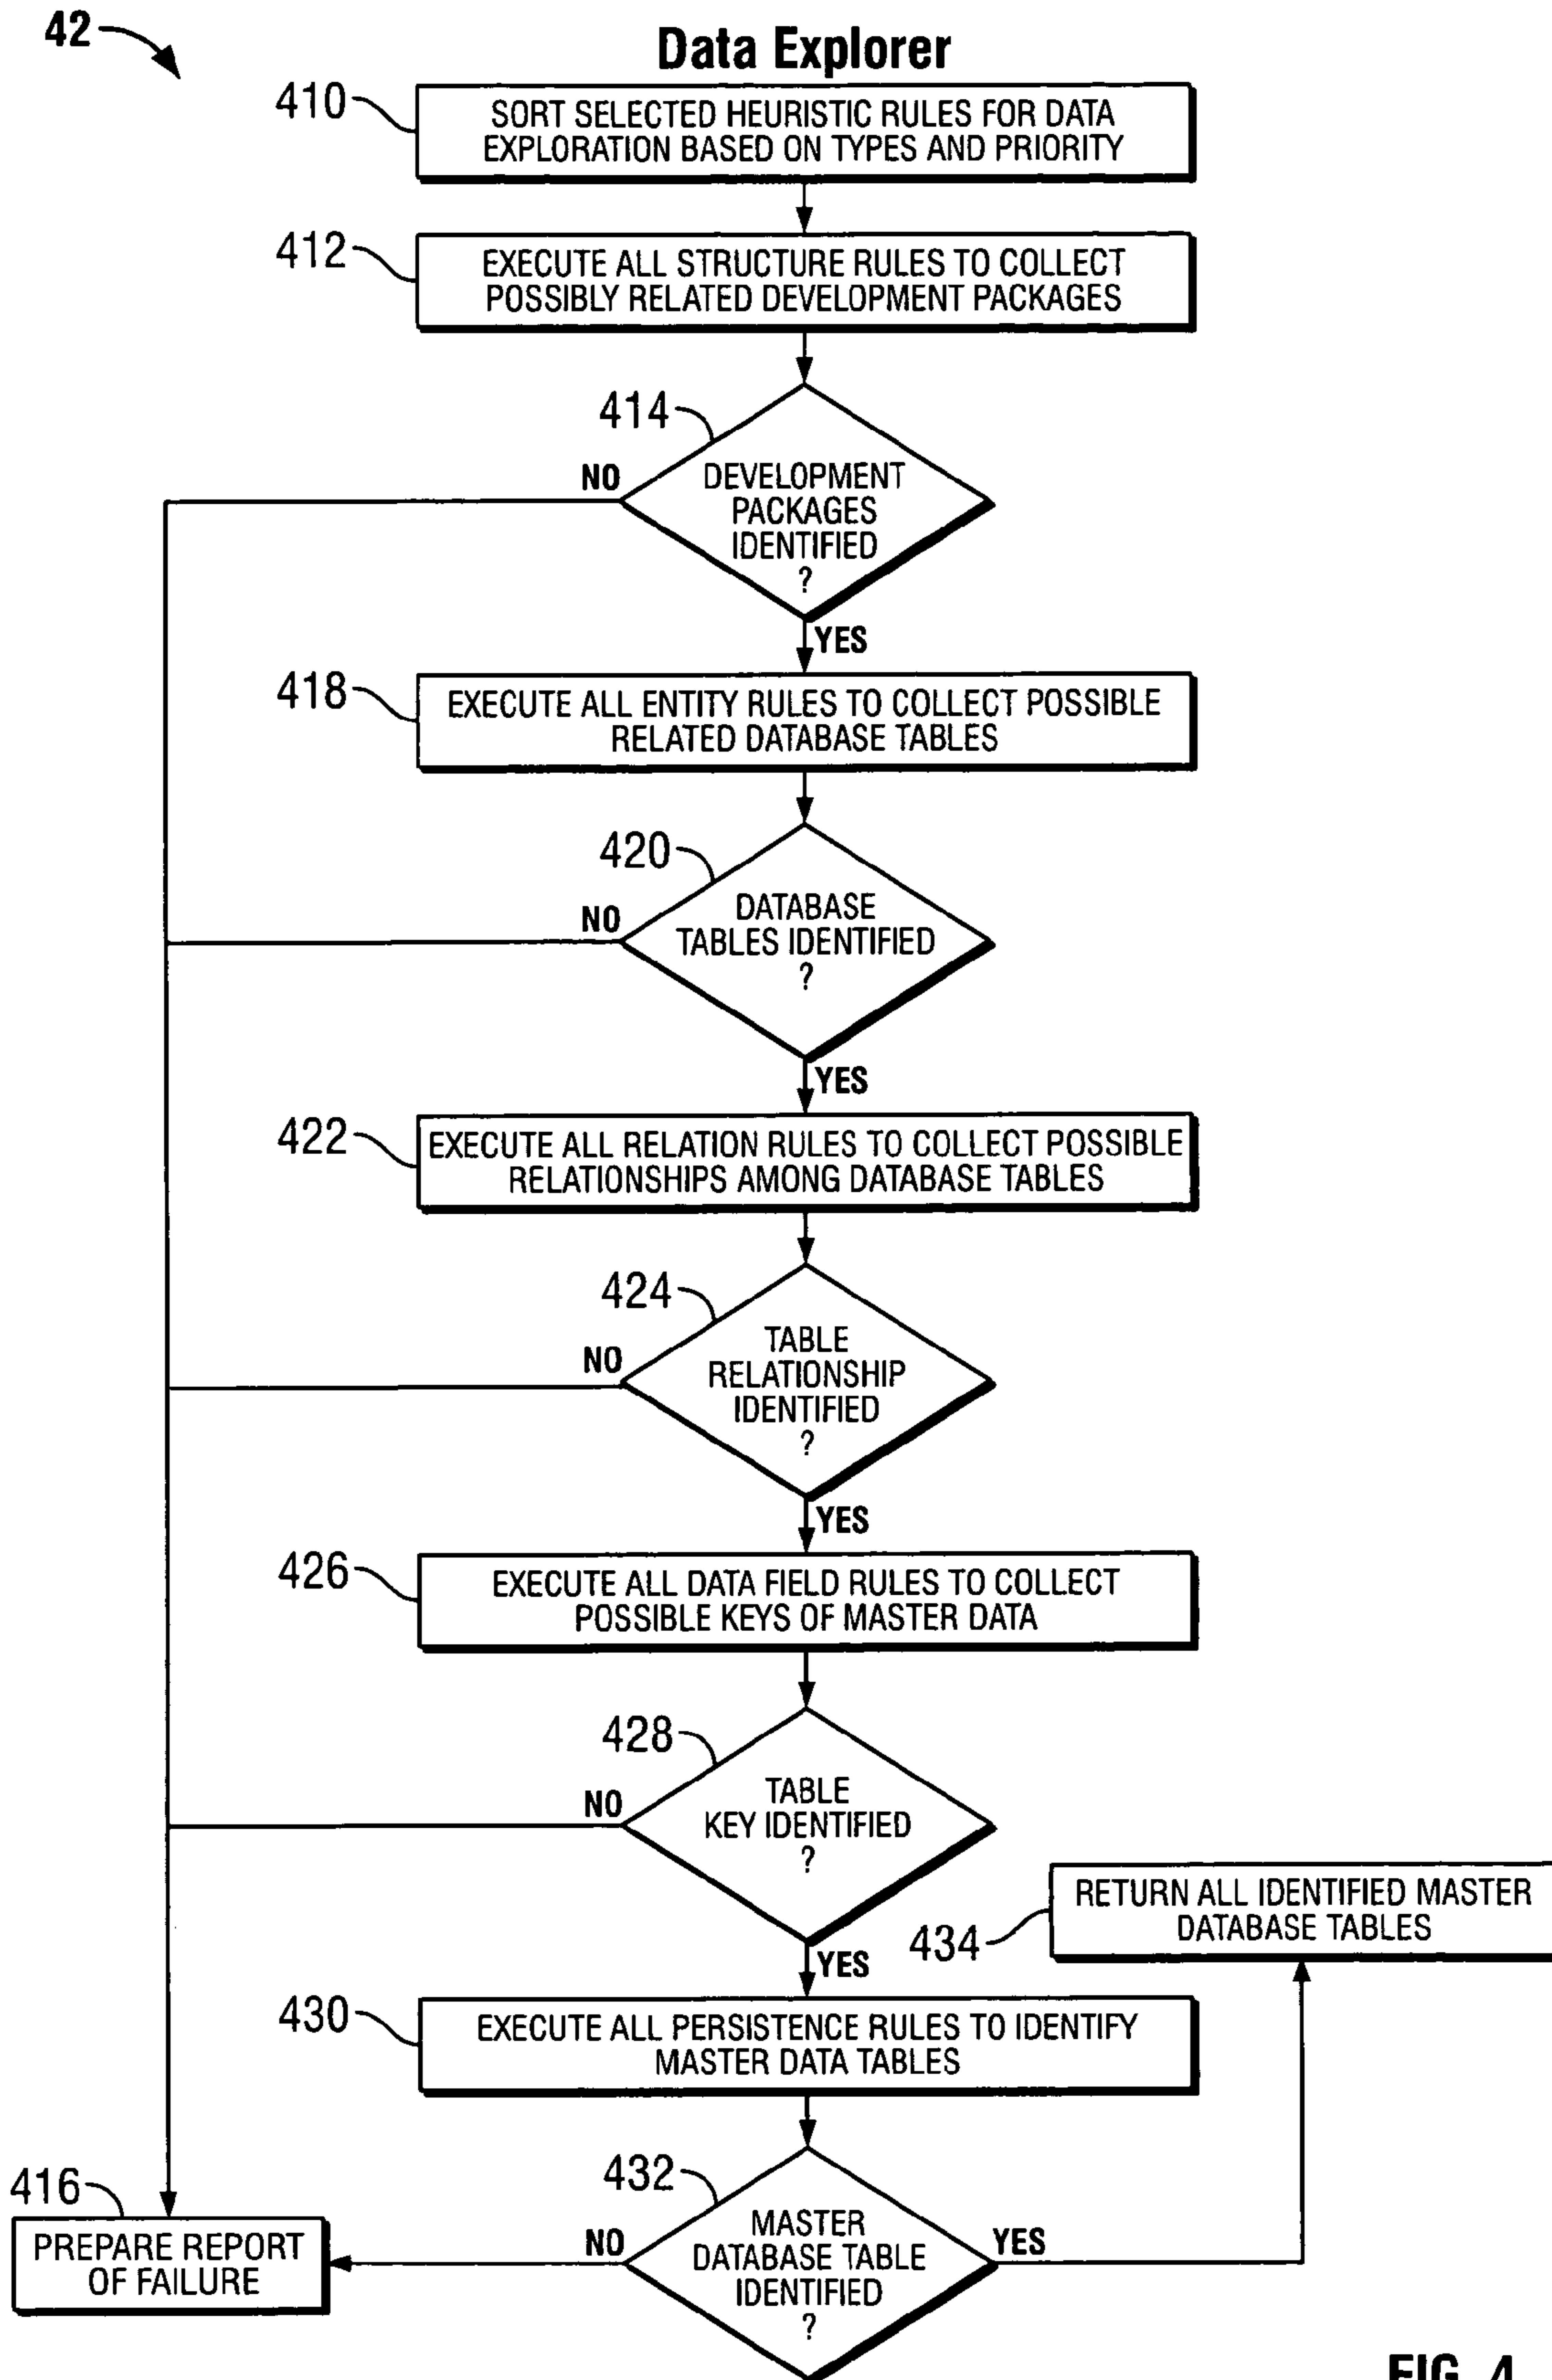 42
Data Explorer
410
SORT SELECTED HEURISTIC RULES FOR DATA
EXPLORATION BASED ON TYPES AND PRIORITY
412
EXECUTE ALL STRUCTURE RULES TO COLLECT
POSSIBLY RELATED DEVELOPMENT PACKAGES
414
NO
DEVELOPMENT
PACKAGES
IDENTIFIED
?
YES
418
EXECUTE ALL ENTITY RULES TO COLLECT POSSIBLE
RELATED DATABASE TABLES
420
NO
DATABASE
TABLES IDENTIFIED
?
YES
422
EXECUTE ALL RELATION RULES TO COLLECT POSSIBLE
RELATIONSHIPS AMONG DATABASE TABLES
424
NO
TABLE
RELATIONSHIP
IDENTIFIED
?
YES
426
EXECUTE ALL DATA FIELD RULES TO COLLECT
POSSIBLE KEYS OF MASTER DATA
428
NO
TABLE
KEY IDENTIFIED
?
YES
434
RETURN ALL IDENTIFIED MASTER
DATABASE TABLES
430
EXECUTE ALL PERSISTENCE RULES TO IDENTIFY
MASTER DATA TABLES
432
416
PREPARE REPORT
OF FAILURE
NO
MASTER
DATABASE TABLE
IDENTIFIED
?
YES
FIG. 4